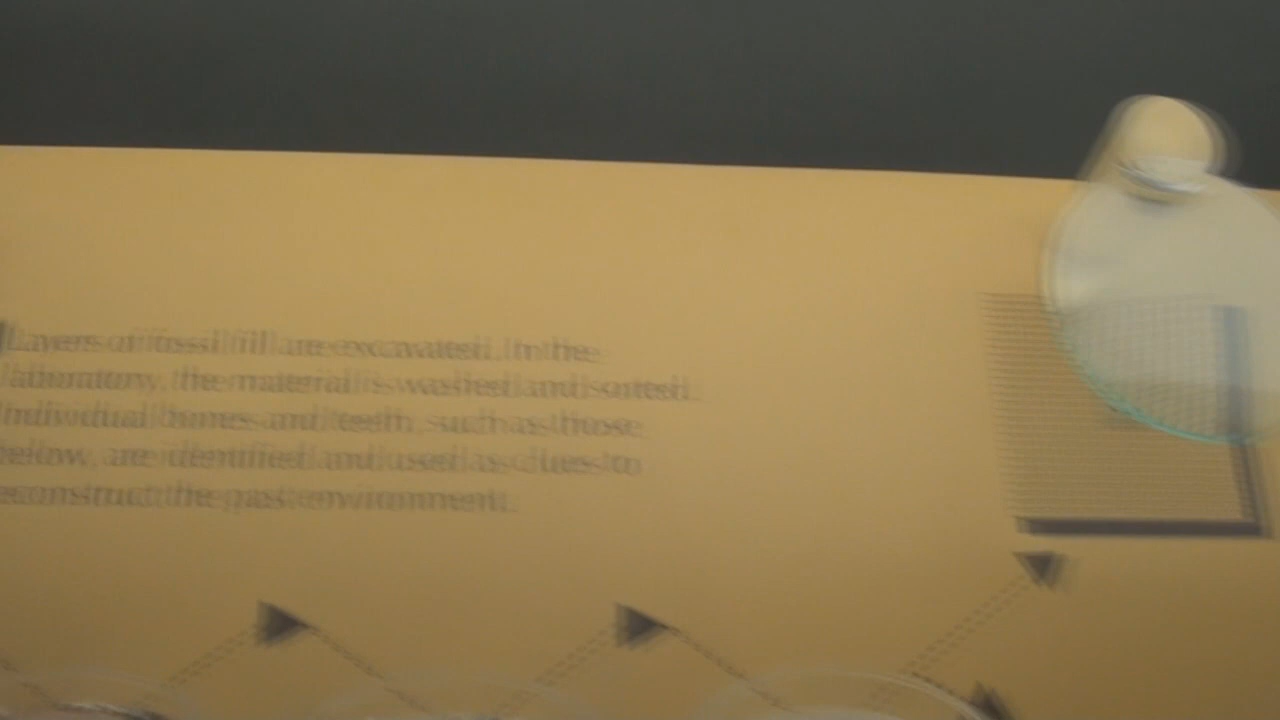 Layers of fossil fill are excavated. In the
laboratory, the material is washed and sorted.
Individual bones and teeth, such as those
below, are identified and used as clues to
econstruct the past environment.